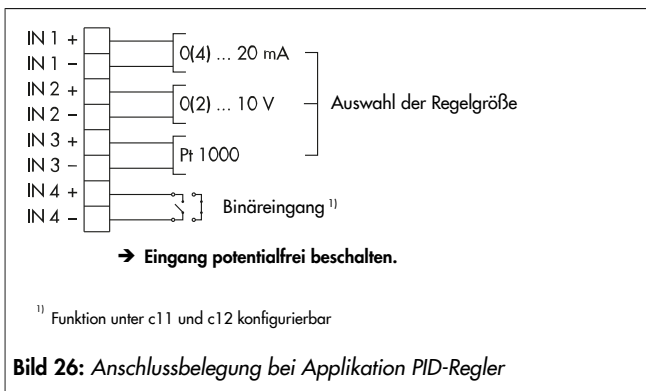 IN 1 +
IN 1 –
0(4) ... 20 mA
IN 2 +
IN 2 –
0(2) ... 10 V
Auswahl der Regelgröße
IN 3 +
IN 3 –
Pt 1000
IN 4 +
IN 4 –
Binäreingang 1)
➔ Eingang potentialfrei beschalten.
1) Funktion unter c11 und c12 konfigurierbar
Bild 26: Anschlussbelegung bei Applikation PID-Regler